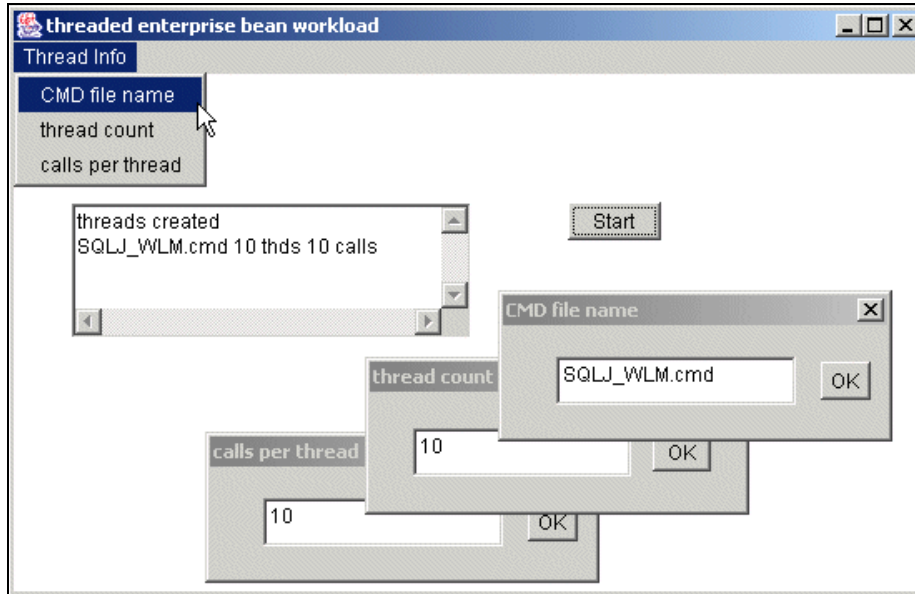 threaded enterprise bean workload
Thread Info
CMD file name
thread count
calls per thread
threads created
SQLJ_WLM.cmd 10 thds 10 calls
Start
CMD file name
SQLJ_WLM.cmd
OK
thread count
10
OK
calls per thread
10
OK